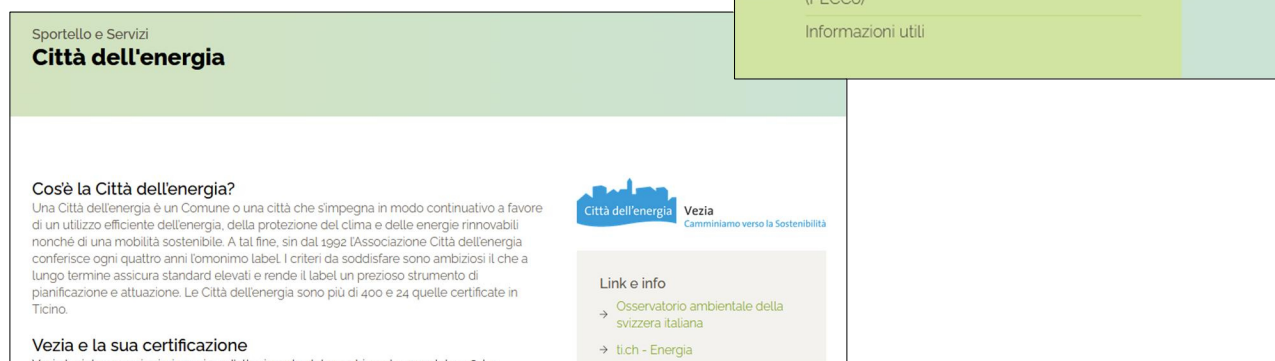 (PECC6)
Informazioni utili
Sportello e Servizi
Città dell'energia
Cos'è la Città dell'energia?
Una Città dell'energia è un Comune o una città che s'impegna in modo continuativo a favore
di un utilizzo efficiente dell'energia, della protezione del clima e delle energie rinnovabili
nonché di una mobilità sostenibile. A tal fine, sin dal 1992 l'Associazione Città dell'energia
conferisce ogni quattro anni l'omonimo label. I criteri da soddisfare sono ambiziosi il che a
lungo termine assicura standard elevati e rende il label un prezioso strumento di
pianificazione e attuazione. Le Città dell'energia sono più di 400 e 24 quelle certificate in
Ticino.
Vezia e la sua certificazione
Città dell'energia
Vezia
Camminiamo verso la Sostenibilità
Link e info
→ Osservatorio ambientale della
svizzera italiana
→ ti.ch - Energia